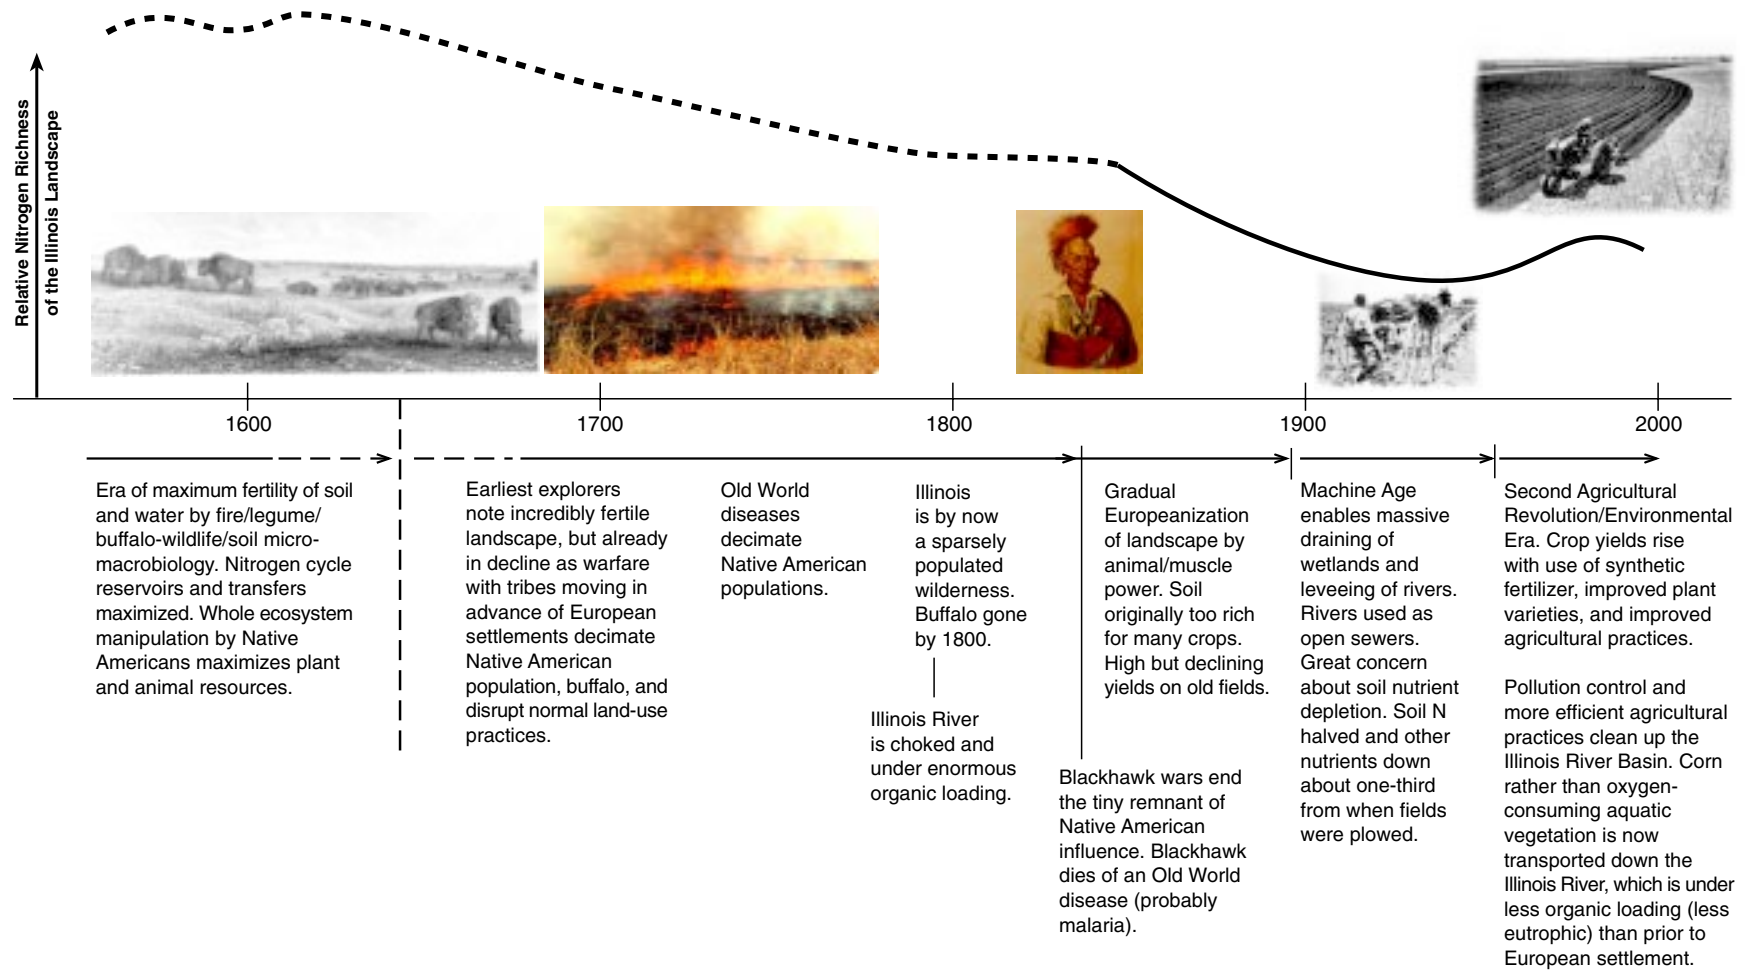 Relative Nitrogen Richness
of the Illinois Landscape
1600
1700
1800
1900
2000
Era of maximum fertility of soil
and water by fire/legume/
buffalo-wildlife/soil micro-
macrobiology. Nitrogen cycle
reservoirs and transfers
maximized. Whole ecosystem
manipulation by Native
Americans maximizes plant
and animal resources.
Earliest explorers
note incredibly fertile
landscape, but already
in decline as warfare
with tribes moving in
advance of European
settlements decimate
Native American
population, buffalo, and
disrupt normal land-use
practices.
Old World
diseases
decimate
Native American
populations.
Illinois
is by now
a sparsely
populated
wilderness.
Buffalo gone
by 1800.
Illinois River
is choked and
under enormous
organic loading.
Gradual
Europeanization
of landscape by
animal/muscle
power. Soil
originally too rich
for many crops.
High but declining
yields on old fields.
Blackhawk wars end
the tiny remnant of
Native American
influence. Blackhawk
dies of an Old World
disease (probably
malaria).
Machine Age
enables massive
draining of
wetlands and
leveeing of rivers.
Rivers used as
open sewers.
Great concern
about soil nutrient
depletion. Soil N
halved and other
nutrients down
about one-third
from when fields
were plowed.
Second Agricultural
Revolution/Environmental
Era. Crop yields rise
with use of synthetic
fertilizer, improved plant
varieties, and improved
agricultural practices.
Pollution control and
more efficient agricultural
practices clean up the
Illinois River Basin. Corn
rather than oxygen-
consuming aquatic
vegetation is now
transported down the
Illinois River, which is under
less organic loading (less
eutrophic) than prior to
European settlement.